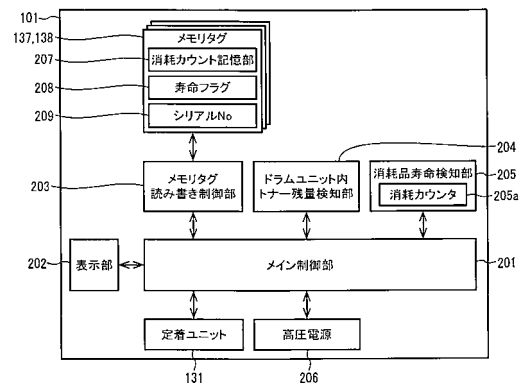 101
137,138
メモリタグ
207
消耗カウント記憶部
208
寿命フラグ
209
シリアルNo
204
203
メモリタグ
読み書き制御部
ドラムユニット内
トナー残量検知部
消耗品寿命検知部
205
消耗カウンタ
205a
202
表示部
メイン制御部
201
定着ユニット
高圧電源
131
206